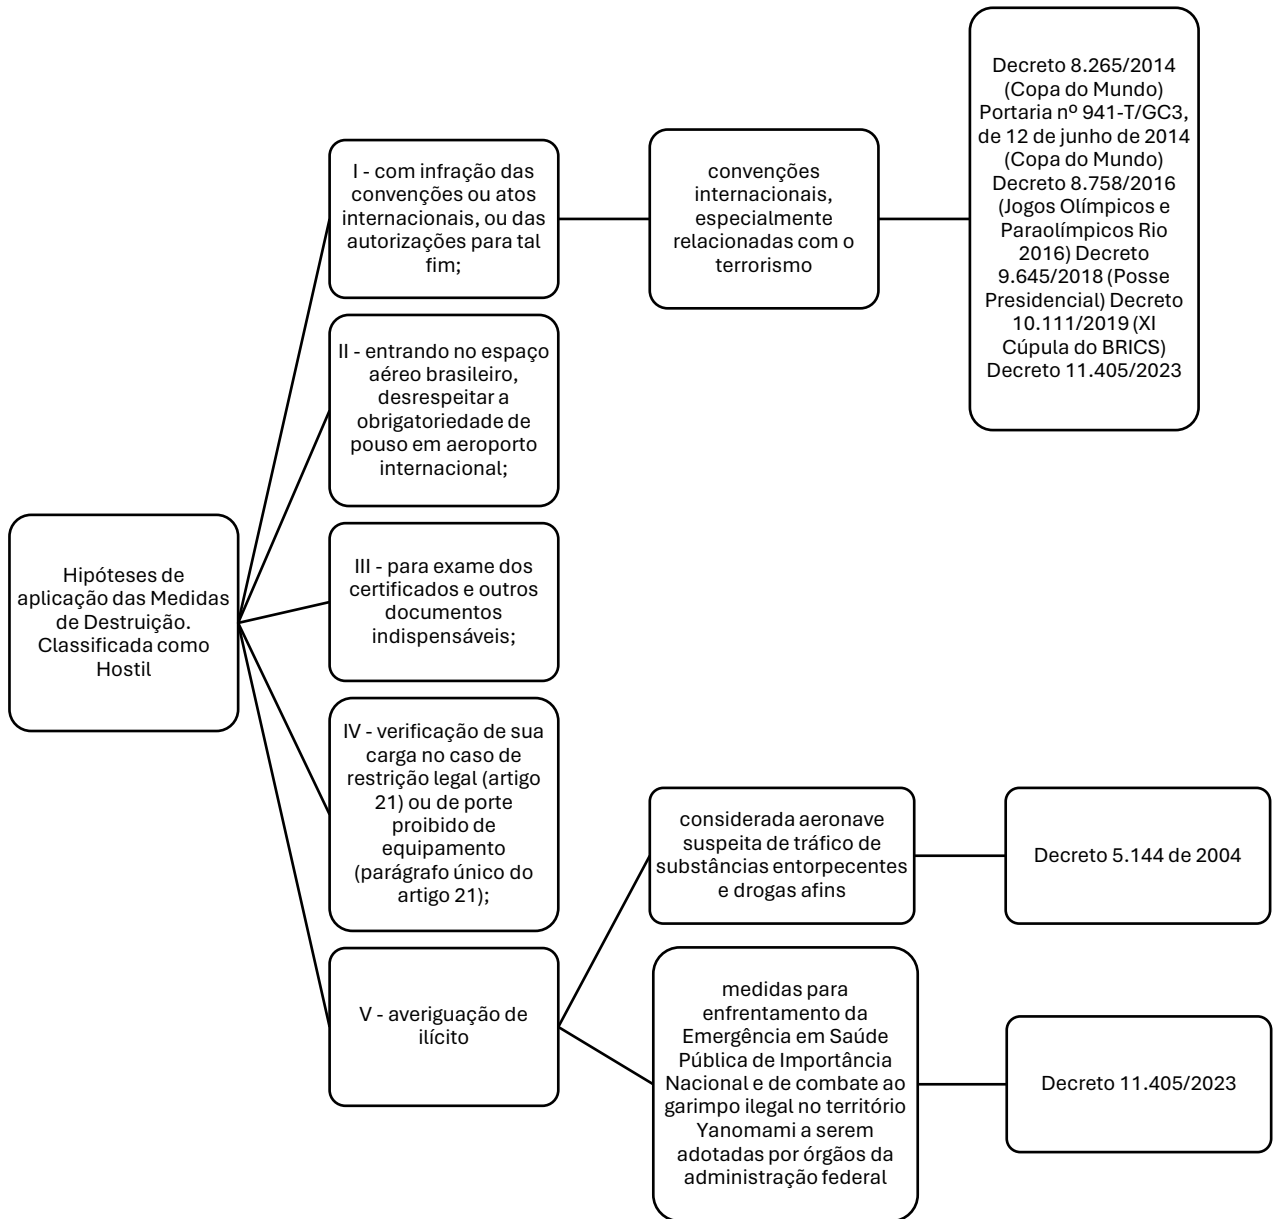 Hipóteses de
aplicação das Medidas
de Destruição.
Classificada como
Hostil
I - com infração das
convenções ou atos
internacionais, ou das
autorizações para tal
fim;
convenções
internacionais,
especialmente
relacionadas com o
terrorismo
Decreto 8.265/2014
(Copa do Mundo)
Portaria nº 941-T/GC3,
de 12 de junho de 2014
(Copa do Mundo)
Decreto 8.758/2016
(Jogos Olímpicos e
Paraolímpicos Rio
2016) Decreto
9.645/2018 (Posse
Presidencial) Decreto
10.111/2019 (XI
Cúpula do BRICS)
Decreto 11.405/2023
II - entrando no espaço
aéreo brasileiro,
desrespeitar a
obrigatoriedade de
pouso em aeroporto
internacional;
III - para exame dos
certificados e outros
documentos
indispensáveis;
IV - verificação de sua
carga no caso de
restrição legal (artigo
21) ou de porte
proibido de
equipamento
(parágrafo único do
artigo 21);
V - averiguação de
ilícito
considerada aeronave
suspeita de tráfico de
substâncias entorpecentes
e drogas afins
Decreto 5.144 de 2004
medidas para
enfrentamento da
Emergência em Saúde
Pública de Importância
Nacional e de combate ao
garimpo ilegal no território
Yanomami a serem
adotadas por órgãos da
administração federal
Decreto 11.405/2023